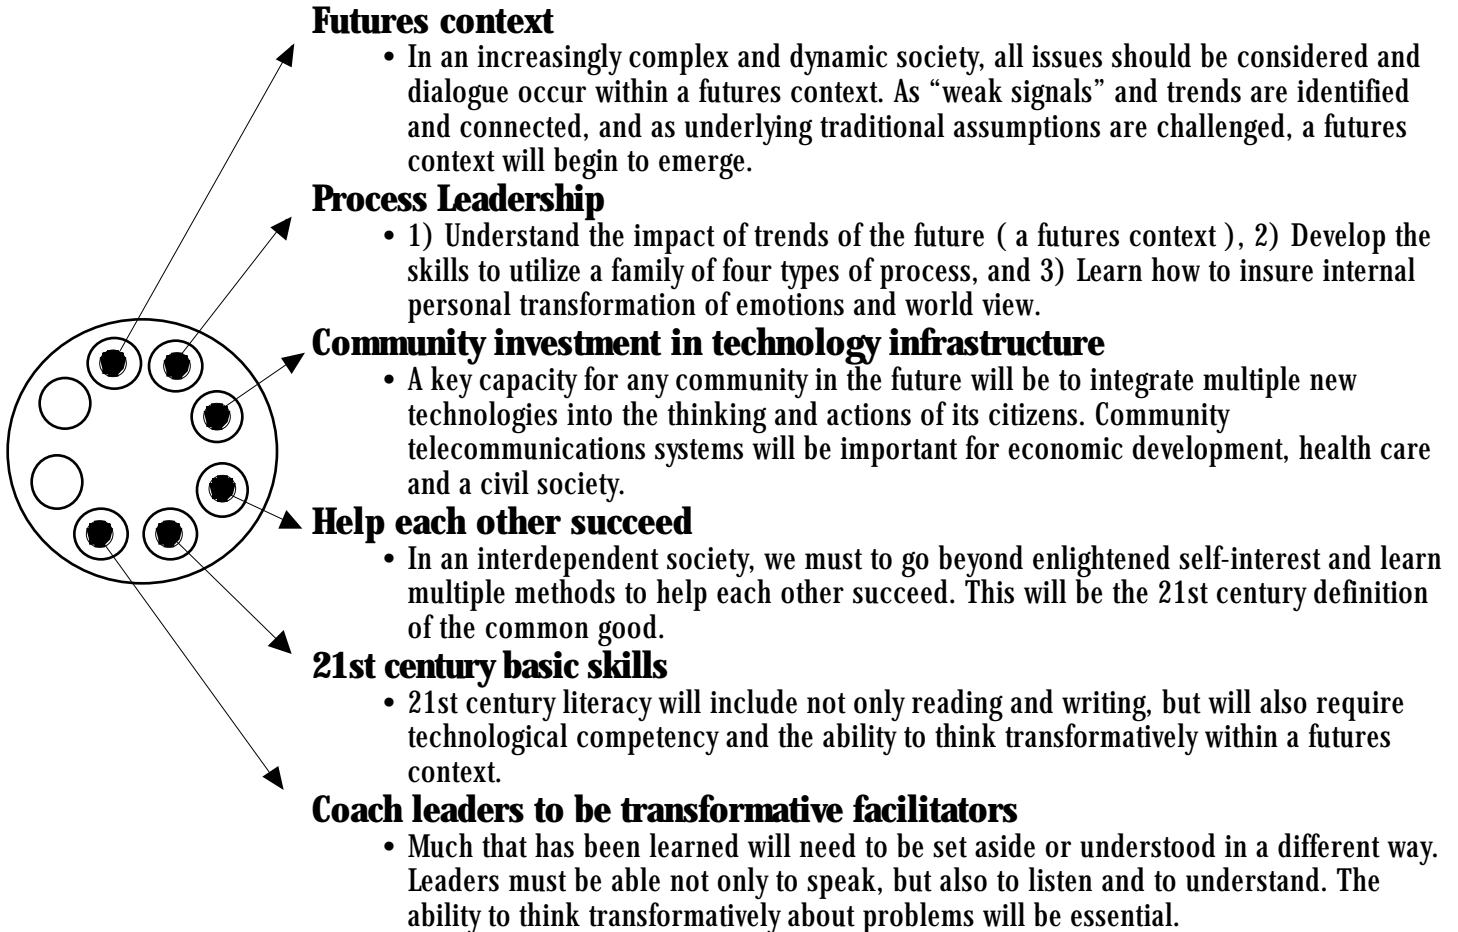 Futures context
• In an increasingly complex and dynamic society, all issues should be considered and
dialogue occur within a futures context. As “weak signals” and trends are identified
and connected, and as underlying traditional assumptions are challenged, a futures
context will begin to emerge.
Process Leadership
• 1) Understand the impact of trends of the future ( a futures context ), 2) Develop the
skills to utilize a family of four types of process, and 3) Learn how to insure internal
personal transformation of emotions and world view.
Community investment in technology infrastructure
• A key capacity for any community in the future will be to integrate multiple new
technologies into the thinking and actions of its citizens. Community
telecommunications systems will be important for economic development, health care
and a civil society.
Help each other succeed
• In an interdependent society, we must to go beyond enlightened self-interest and learn
multiple methods to help each other succeed. This will be the 21st century definition
of the common good.
21st century basic skills
• 21st century literacy will include not only reading and writing, but will also require
technological competency and the ability to think transformatively within a futures
context.
Coach leaders to be transformative facilitators
• Much that has been learned will need to be set aside or understood in a different way.
Leaders must be able not only to speak, but also to listen and to understand. The
ability to think transformatively about problems will be essential.